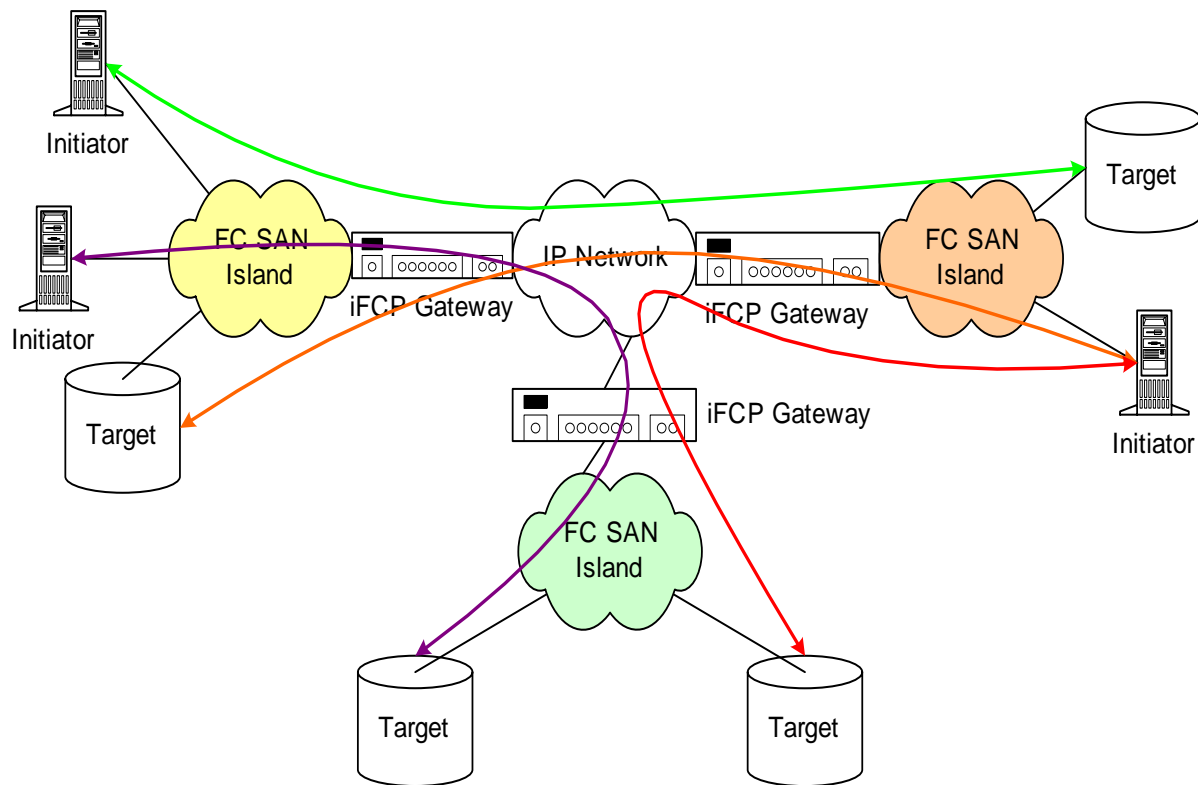 Initiator
Target
FC SAN
Island
IP Network
FC SAN
Island
iFCP Gateway
iFCP Gateway
Initiator
Target
iFCP Gateway
Initiator
FC SAN
Island
Target
Target